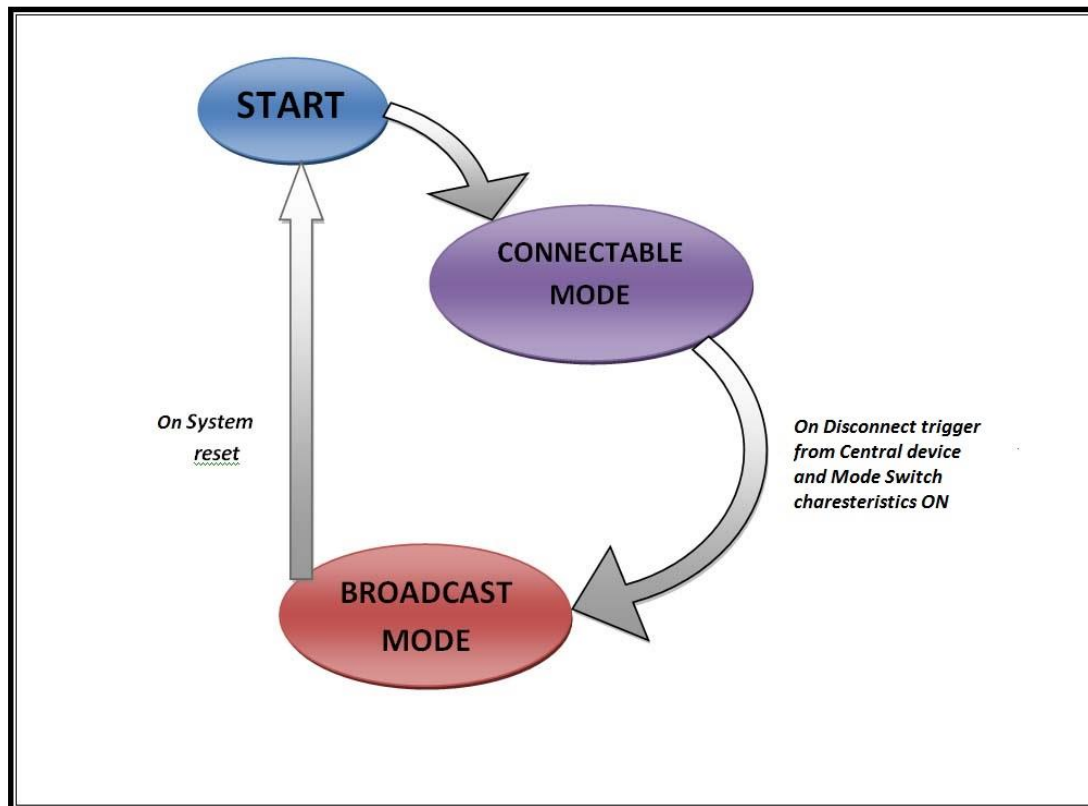 START
CONNECTABLE
MODE
On Disconnect trigger
from Central device
and Mode Switch
charesteristics ON
BROADCAST
MODE
On System
reset